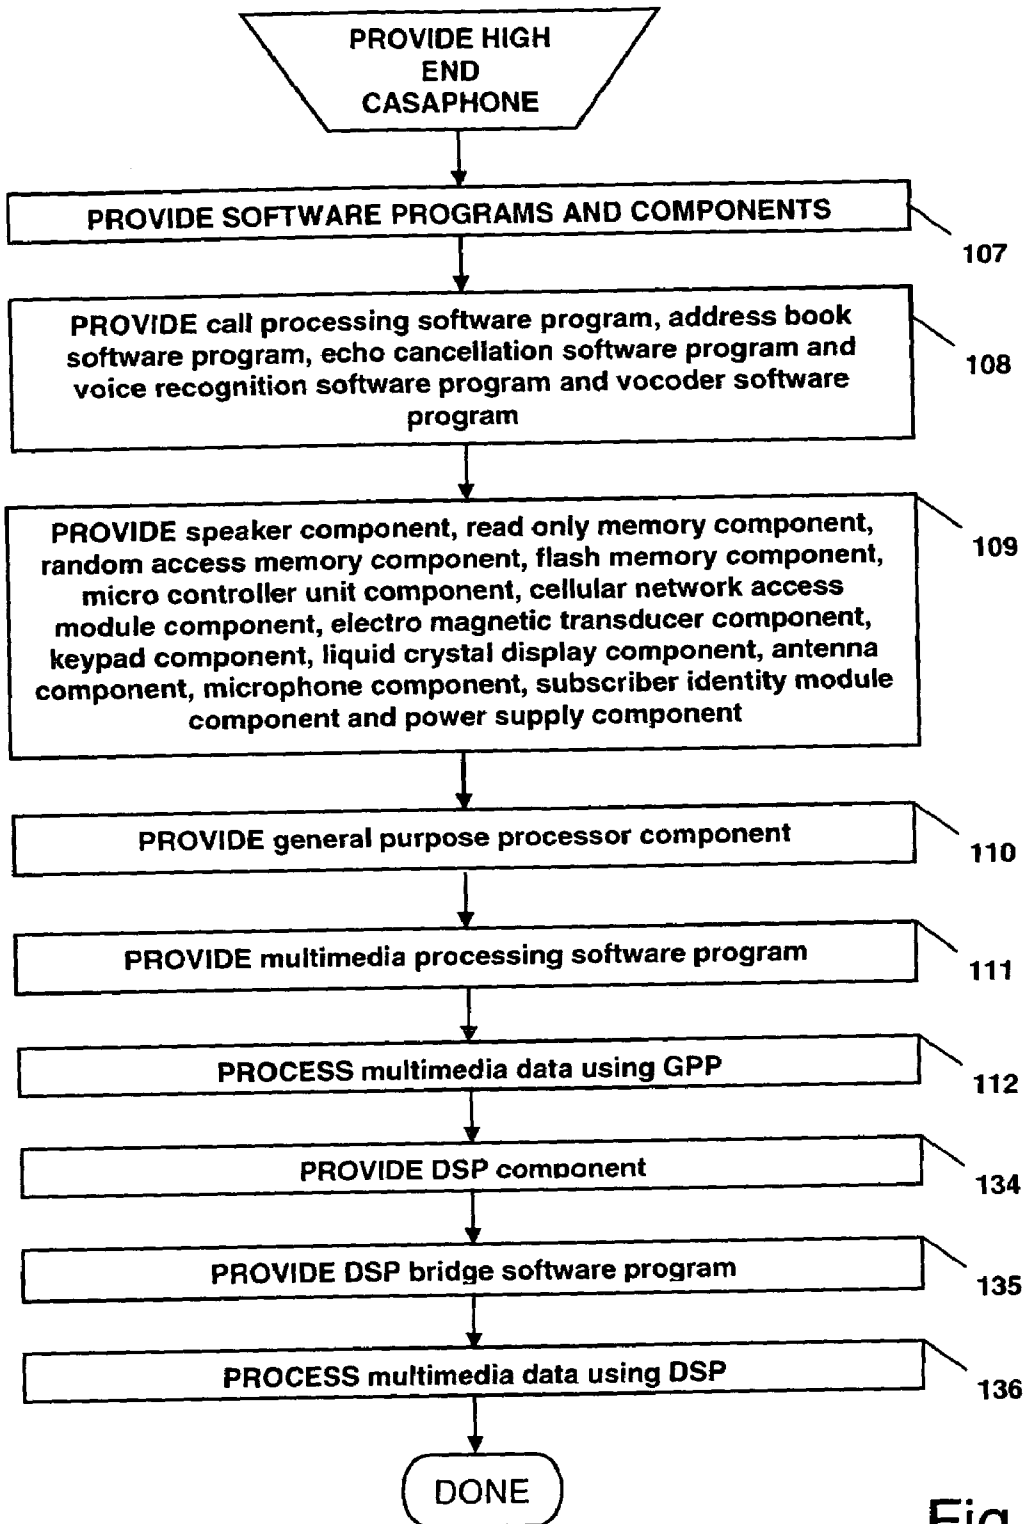 PROVIDE HIGH
END
CASAPHONE
PROVIDE SOFTWARE PROGRAMS AND COMPONENTS
107
PROVIDE call processing software program, address book
software program, echo cancellation software program and
voice recognition software program and vocoder software
program
108
PROVIDE speaker component, read only memory component,
random access memory component, flash memory component,
micro controller unit component, cellular network access
module component, electro magnetic transducer component,
keypad component, liquid crystal display component, antenna
component, microphone component, subscriber identity module
component and power supply component
109
PROVIDE general purpose processor component
110
PROVIDE multimedia processing software program
111
PROCESS multimedia data using GPP
112
PROVIDE DSP component
134
PROVIDE DSP bridge software program
135
PROCESS multimedia data using DSP
136
DONE
Fig